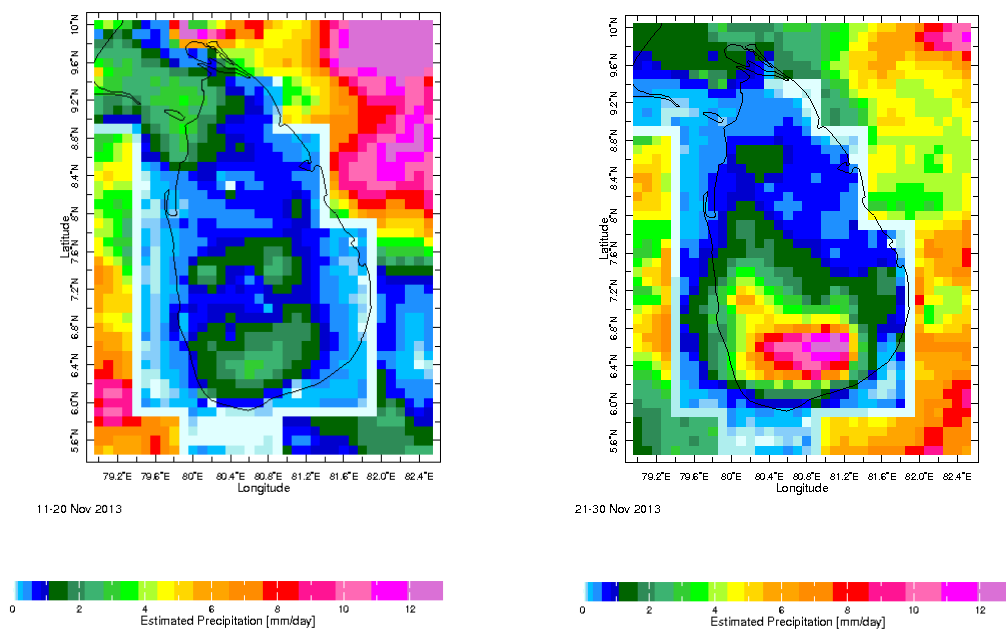 10°N
9.6°N
9.2°N
8.8°N
8.4°N
8°N
7.6°N
7.2°N
6.8°N
6.4°N
6.0°N
5.6°N
Latitude
79.2°E 79.6°E 80°E 80.4°E 80.8°E 81.2°E 81.6°E 82.0°E 82.4°E
Longitude
11-20 Nov 2013
0 2 4 6 8 10 12
Estimated Precipitation [mm/day]
10°N
9.6°N
9.2°N
8.8°N
8.4°N
8°N
7.6°N
7.2°N
6.8°N
6.4°N
6.0°N
5.6°N
Latitude
79.2°E 79.6°E 80°E 80.4°E 80.8°E 81.2°E 81.6°E 82.0°E 82.4°E
Longitude
21-30 Nov 2013
0 2 4 6 8 10 12
Estimated Precipitation [mm/day]